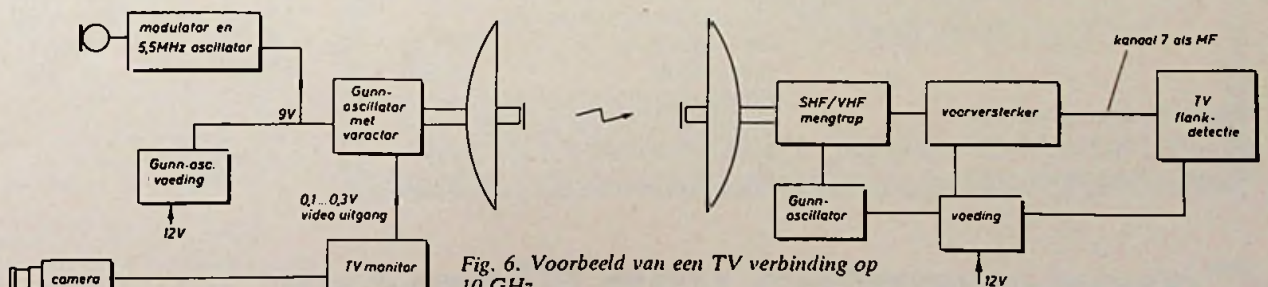 modulator en
5,5MHz oscillator
Gunn-
oscillator
met
varactor
9V
Gunn-osc.
voeding
12V
0,1...0,3V
video uitgang
TV monitor
camera
SHF/VHF
mengtrap
voorversterker
kanaal 7 als MF
TV
flank-
detectie
Gunn-
oscillator
voeding
12V
Fig. 6. Voorbeeld van een TV verbinding op
10 GHz